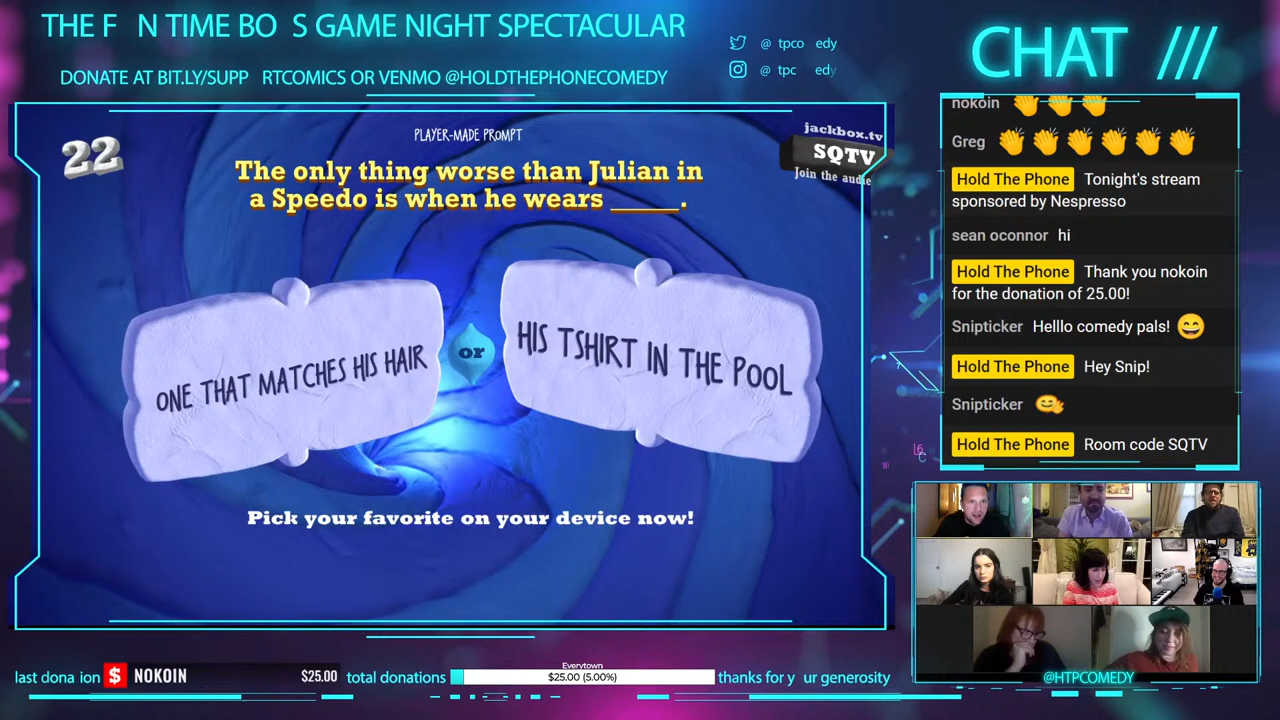 THE F N TIME BO S GAME NIGHT SPECTACULAR
DONATE AT BIT.LY/SUPP RTCOMICS OR VENMO @HOLDTHEPHONECOMEDY
@ tpco edy
@ tpc edy
CHAT ///
22
PLAYER-MADE PROMPT
jackbox.tv
SQTV
Join the audie
The only thing worse than Julian in
a Speedo is when he wears _____.
ONE THAT MATCHES HIS HAIR
or
HIS TSHIRT IN THE POOL
Pick your favorite on your device now!
nokoin 👏 👏 👏
Greg 👏 👏 👏 👏 👏 👏
Hold The Phone Tonight's stream
sponsored by Nespresso
sean oconnor hi
Hold The Phone Thank you nokoin
for the donation of 25.00!
Snipticker Helllo comedy pals! 😄
Hold The Phone Hey Snip!
Snipticker
Hold The Phone Room code SQTV
@HTPCOMEDY
last dona ion $ NOKOIN $25.00
total donations
Everytown
$25.00 (5.00%)
thanks for y ur generosity